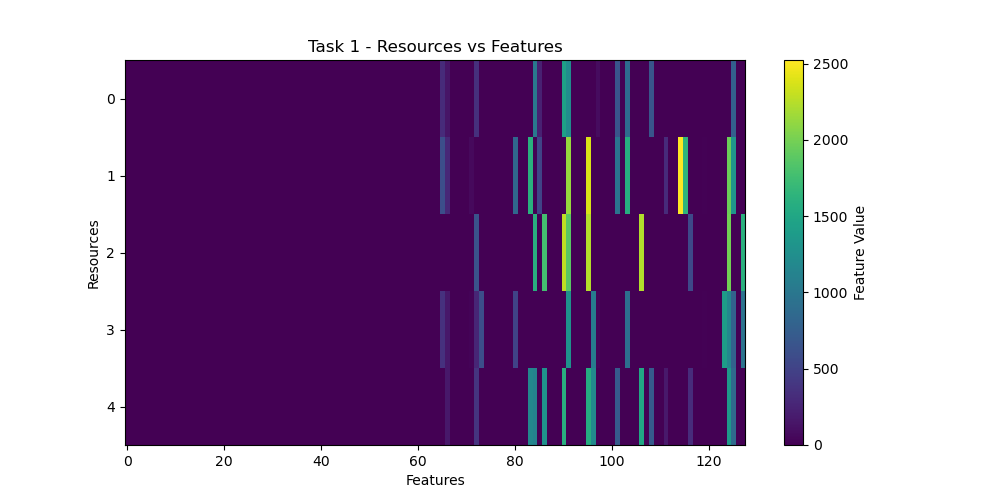 Task 1 - Resources vs Features
Resources
0
1
2
3
4
0 20 40 60 80 100 120
Features
2500
2000
1500
1000
500
0
Feature Value